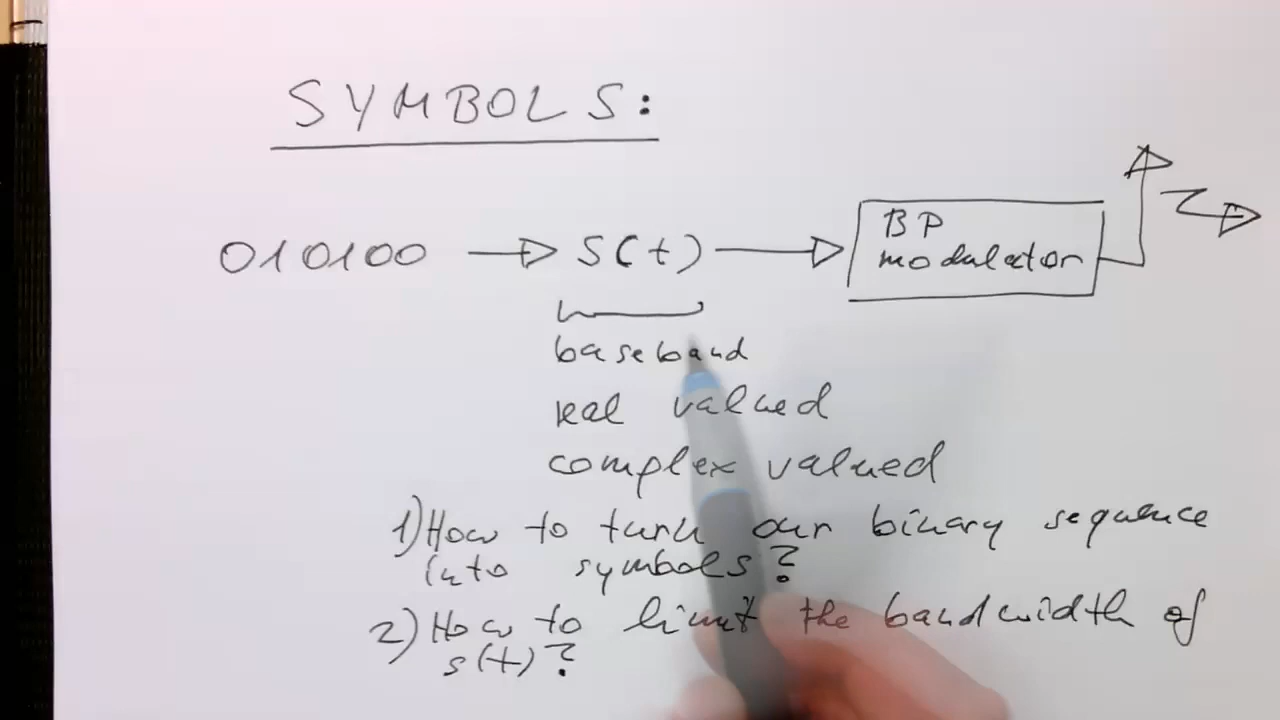 SYMBOLS:
010100 → s(t) → BP modulator
baseband
real valued
complex valued
1) How to turn our binary sequence
into symbols?
2) How to limit the bandwidth of
s(t)?